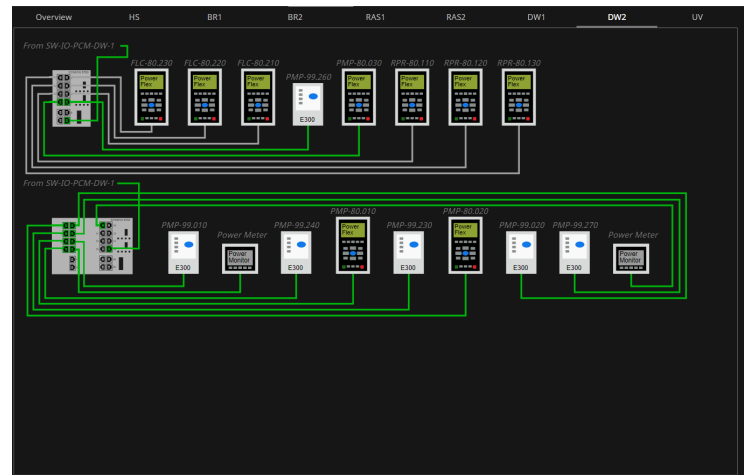 Overview HS BR1 BR2 RAS1 RAS2 DW1 DW2 UV
From SW-IO-PCM-DW-1
FLC-80.230 FLC-80.220 FLC-80.210 PMP-99.260 PMP-80.030 RPR-80.110 RPR-80.120 RPR-80.130
Power Flex
Power Flex
Power Flex
E300
Power Flex
Power Flex
Power Flex
Power Flex
From SW-IO-PCM-DW-1
PMP-99.010 Power Meter PMP-99.240 PMP-80.010 PMP-99.230 PMP-80.020 PMP-99.020 PMP-99.270 Power Meter
E300
Power Monitor
E300
Power Flex
E300
Power Flex
E300
E300
Power Monitor